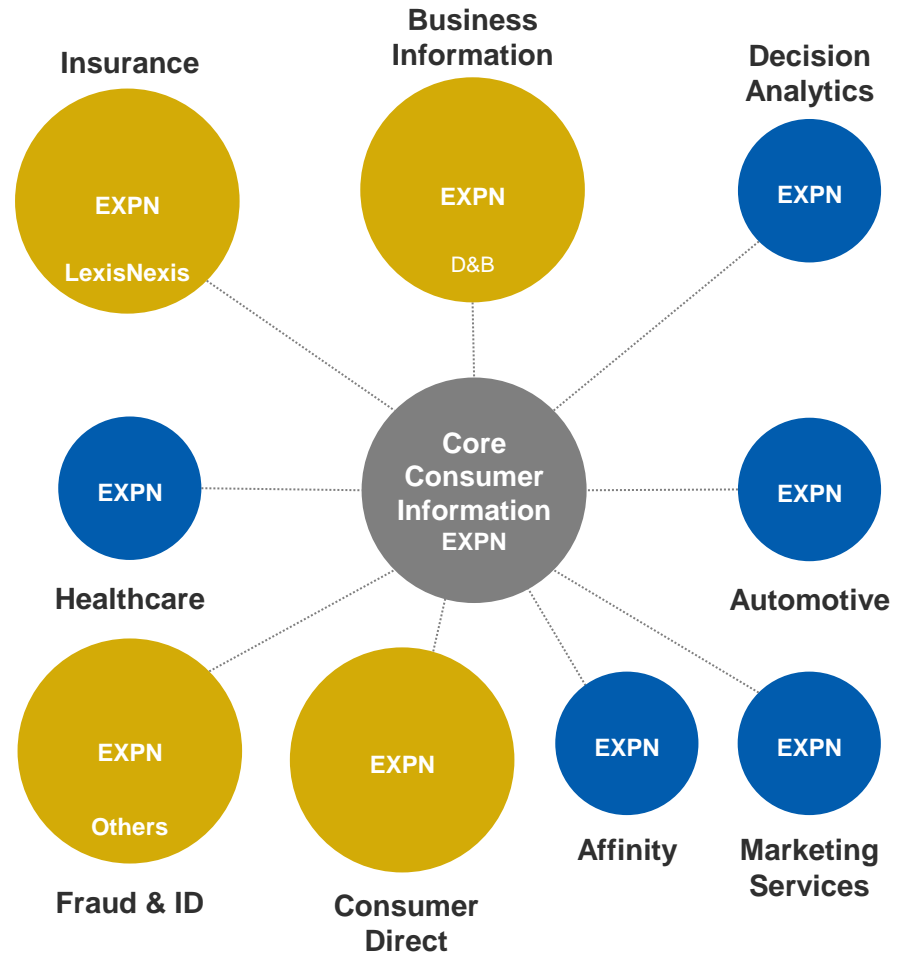 Insurance
EXPN
LexisNexis
Business
Information
EXPN
D&B
Decision
Analytics
EXPN
EXPN
Healthcare
Core
Consumer
Information
EXPN
EXPN
Automotive
EXPN
Others
Fraud & ID
EXPN
Consumer
Direct
EXPN
Affinity
EXPN
Marketing
Services